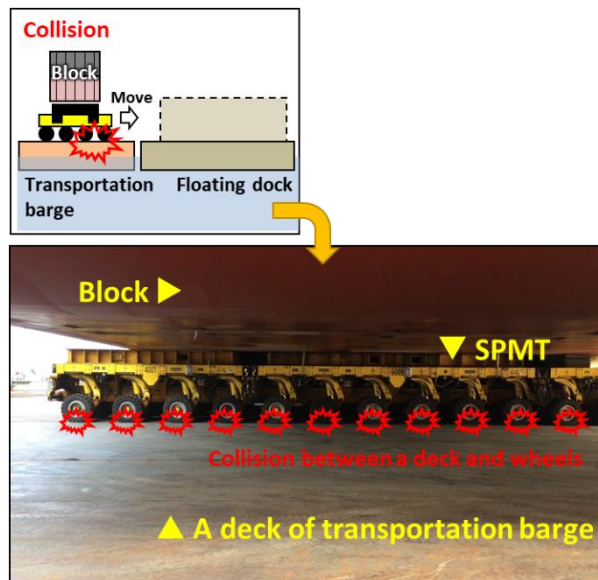 Collision
Block
Move
Transportation
barge
Floating dock
Block
SPMT
Collision between a deck and wheels
A deck of transportation barge